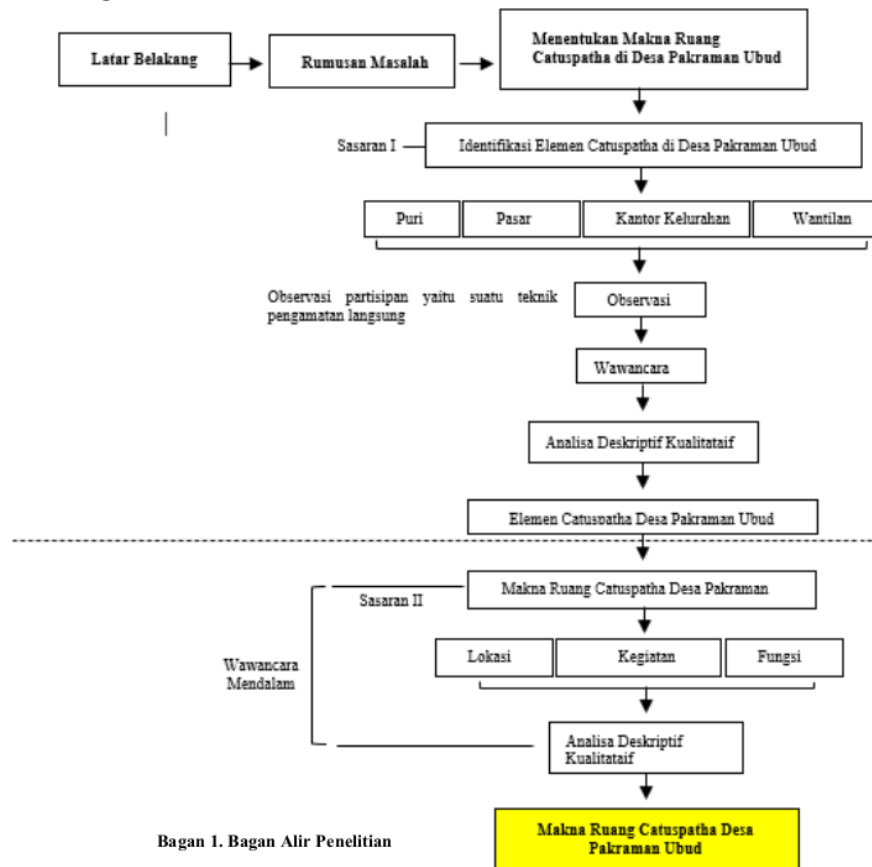 Latar Belakang
Rumusan Masalah
Menentukan Makna Ruang
Catuspatha di Desa Pakraman Ubud
Sasaran I
Identifikasi Elemen Catuspatha di Desa Pakraman Ubud
Puri
Pasar
Kantor Kelurahan
Wantilan
Observasi partisipan yaitu suatu teknik
pengamatan langsung
Observasi
Wawancara
Analisa Deskriptif Kualitataif
Elemen Catuspatha Desa Pakraman Ubud
Sasaran II
Makna Ruang Catuspatha Desa Pakraman
Lokasi
Kegiatan
Fungsi
Wawancara
Mendalam
Analisa Deskriptif
Kualitataif
Makna Ruang Catuspatha Desa
Pakraman Ubud
Bagan 1. Bagan Alir Penelitian